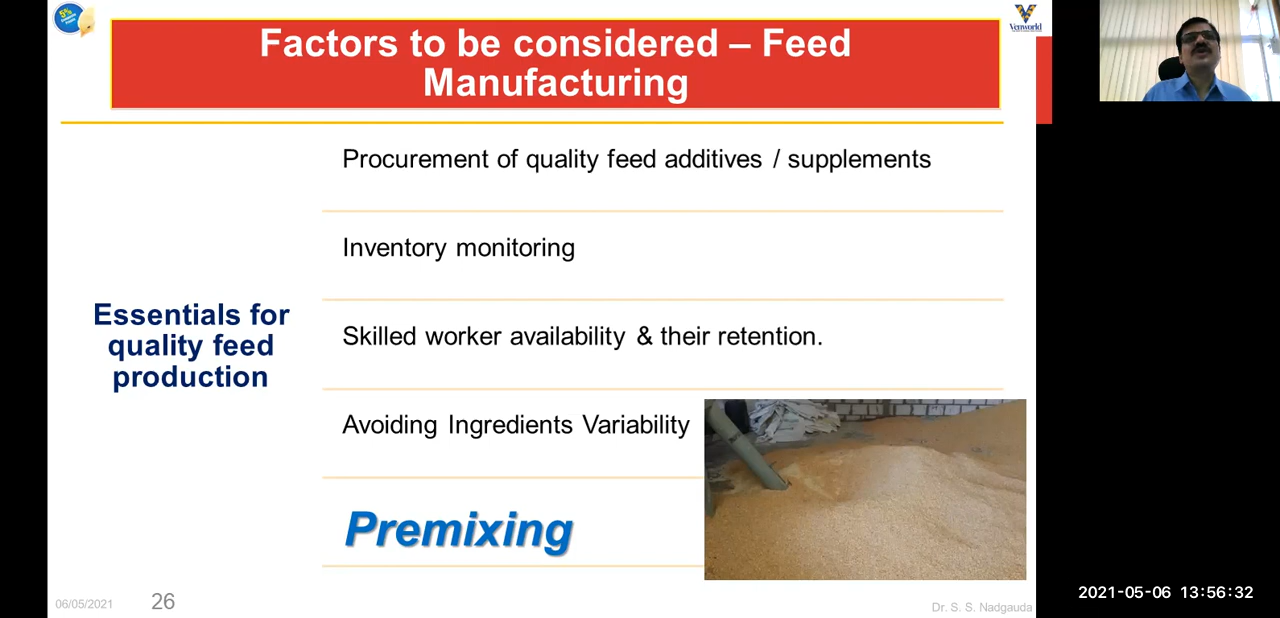 5%
Venworld
Factors to be considered – Feed
Manufacturing
Procurement of quality feed additives / supplements
Inventory monitoring
Essentials for
quality feed
production
Skilled worker availability & their retention.
Avoiding Ingredients Variability
Premixing
06/05/2021
26
Dr. S. S. Nadgauda
2021-05-06 13:56:32